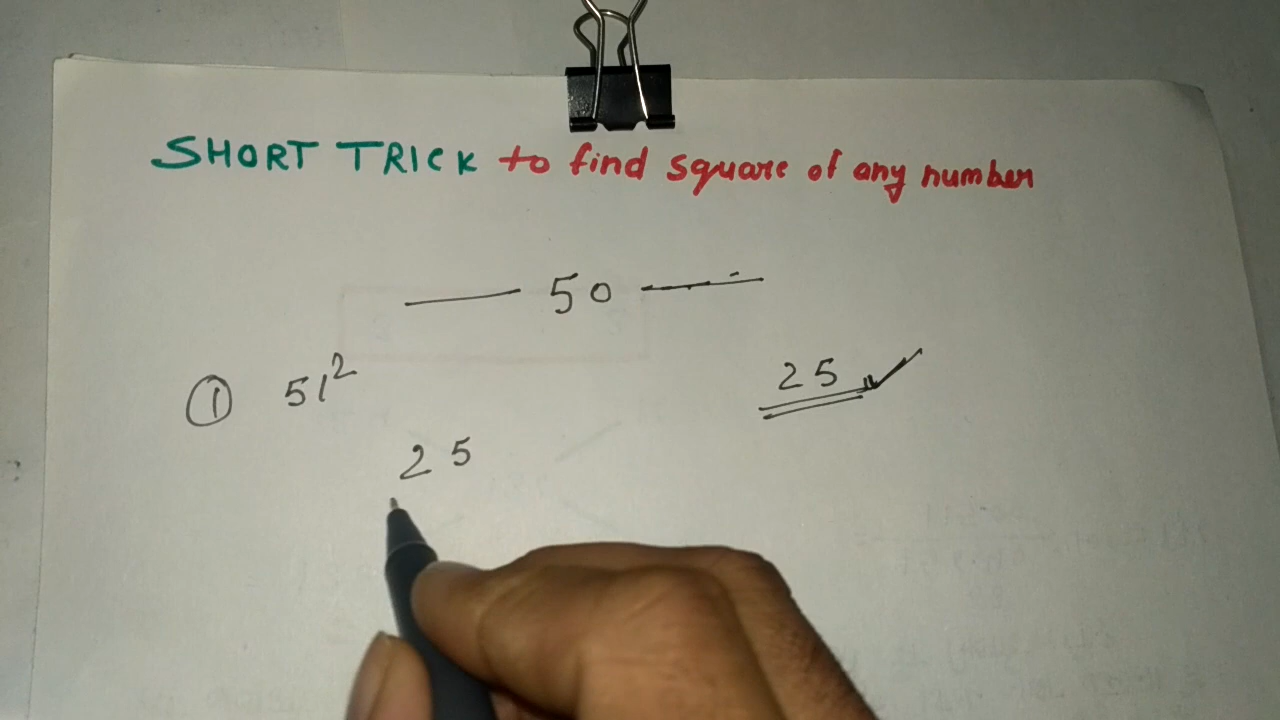 SHORT TRICK to find square of any number
— 50 —
① 51² 25 ✓
25